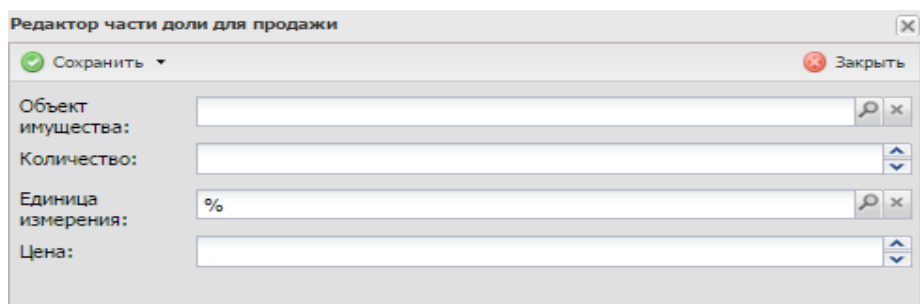 Редактор части доли для продажи
Сохранить Закрыть
Объект
имущества:
Количество:
Единица
измерения: %
Цена: